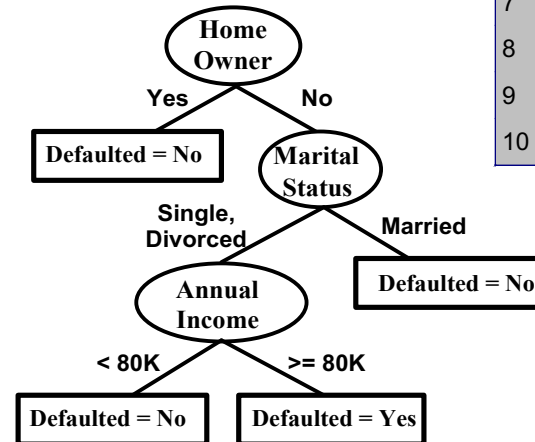 7
8
9
10
Home
Owner
Yes
No
Defaulted = No
Marital
Status
Single,
Divorced
Married
Defaulted = No
Annual
Income
< 80K
>= 80K
Defaulted = No
Defaulted = Yes